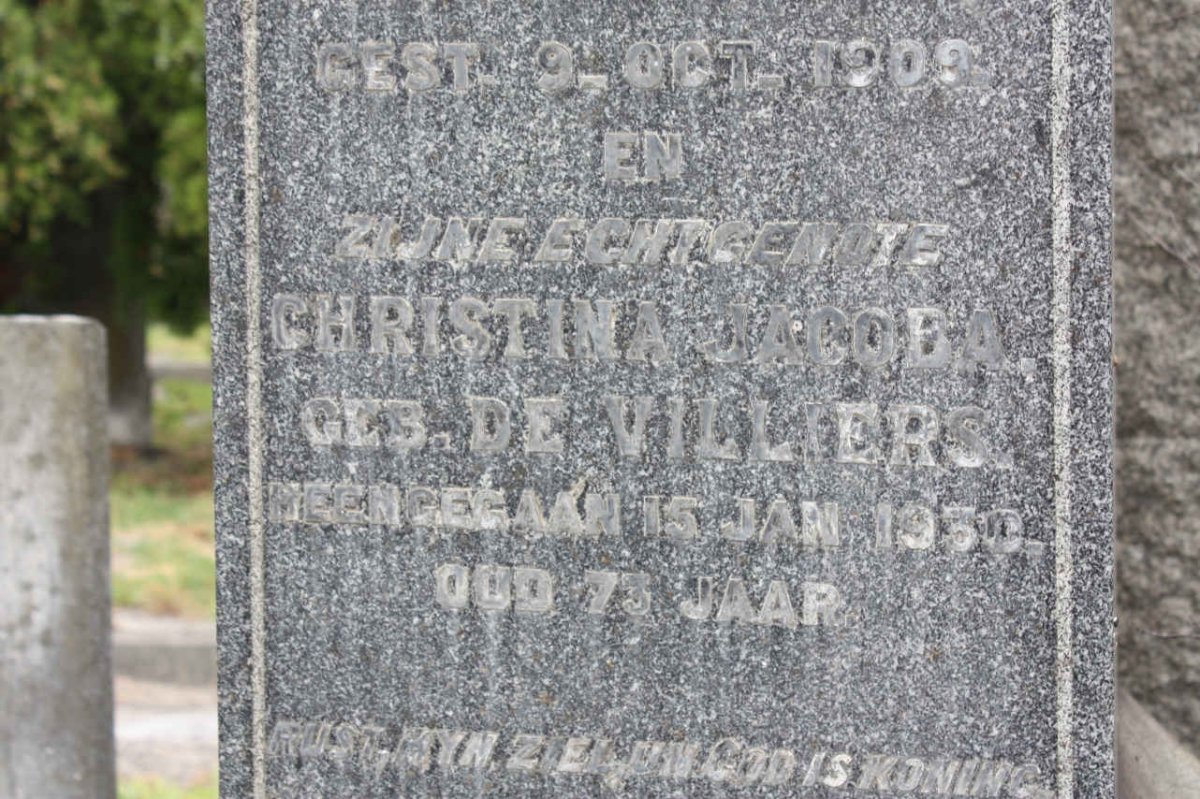 GEST. 9. OCT. 1909.
EN
ZIJNE ECHTGENOTE
CHRISTINA JACOBA.
GEB. DE VILLIERS.
HEENGEGAAN 15 JAN 1930.
OUD 73 JAAR.
RUST, MYN ZIEL, UW GOD IS KONING.